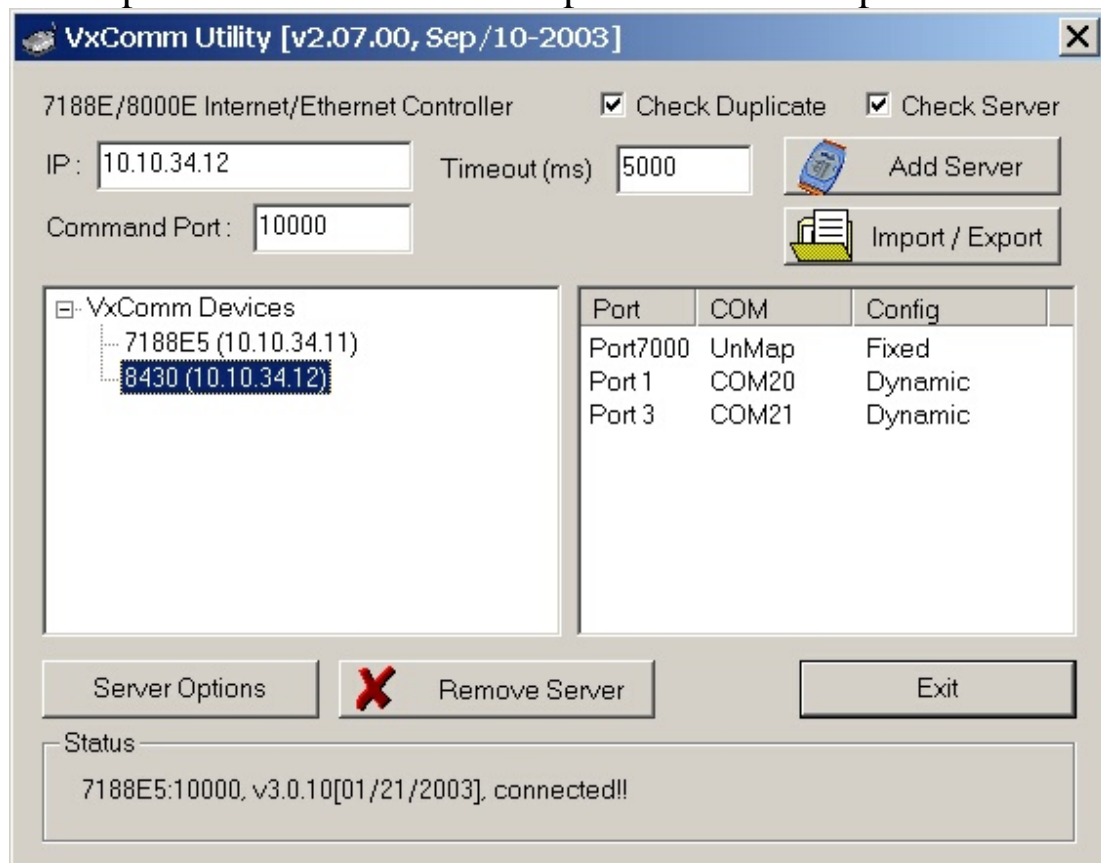 VxComm Utility [v2.07.00, Sep/10-2003]
7188E/8000E Internet/Ethernet Controller Check Duplicate Check Server
IP: 10.10.34.12 Timeout (ms) 5000 Add Server
Command Port: 10000 Import / Export
VxComm Devices
7188E5 (10.10.34.11)
8430 (10.10.34.12)
Port COM Config
Port7000 UnMap Fixed
Port 1 COM20 Dynamic
Port 3 COM21 Dynamic
Server Options Remove Server Exit
Status
7188E5:10000, v3.0.10[01/21/2003], connected!!